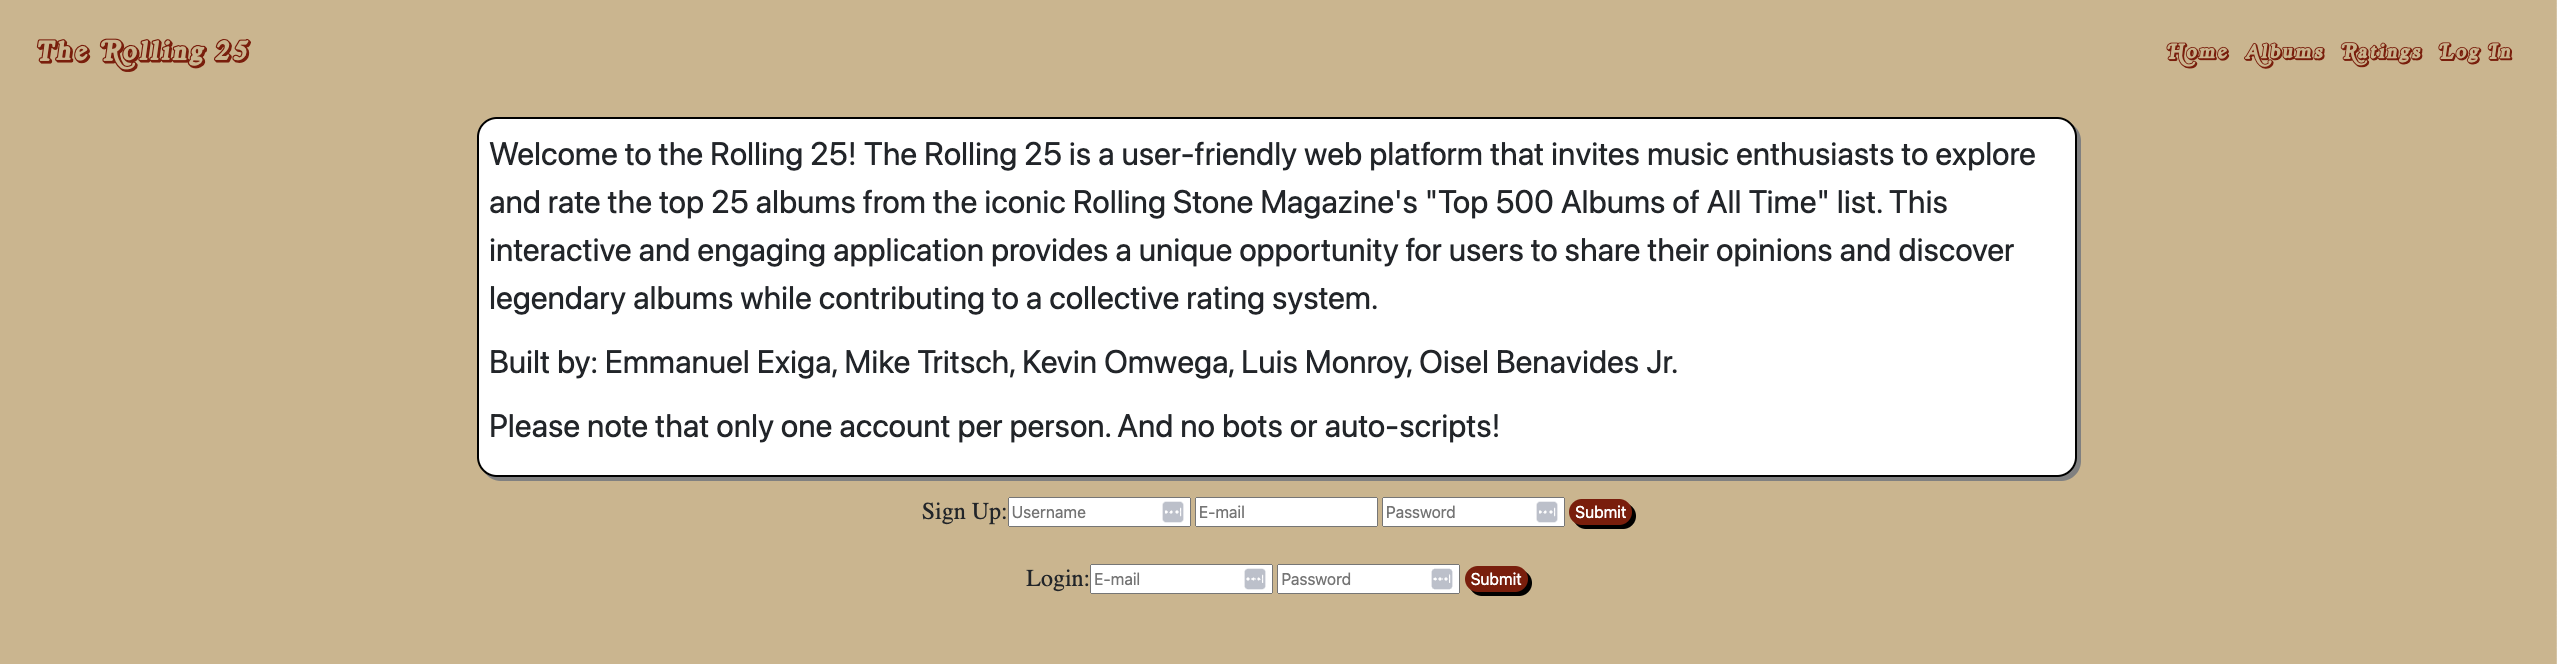 The Rolling 25
Home Albums Ratings Log In
Welcome to the Rolling 25! The Rolling 25 is a user-friendly web platform that invites music enthusiasts to explore
and rate the top 25 albums from the iconic Rolling Stone Magazine's "Top 500 Albums of All Time" list. This
interactive and engaging application provides a unique opportunity for users to share their opinions and discover
legendary albums while contributing to a collective rating system.
Built by: Emmanuel Exiga, Mike Tritsch, Kevin Omwega, Luis Monroy, Oisel Benavides Jr.
Please note that only one account per person. And no bots or auto-scripts!
Sign Up: Username E-mail Password Submit
Login: E-mail Password Submit